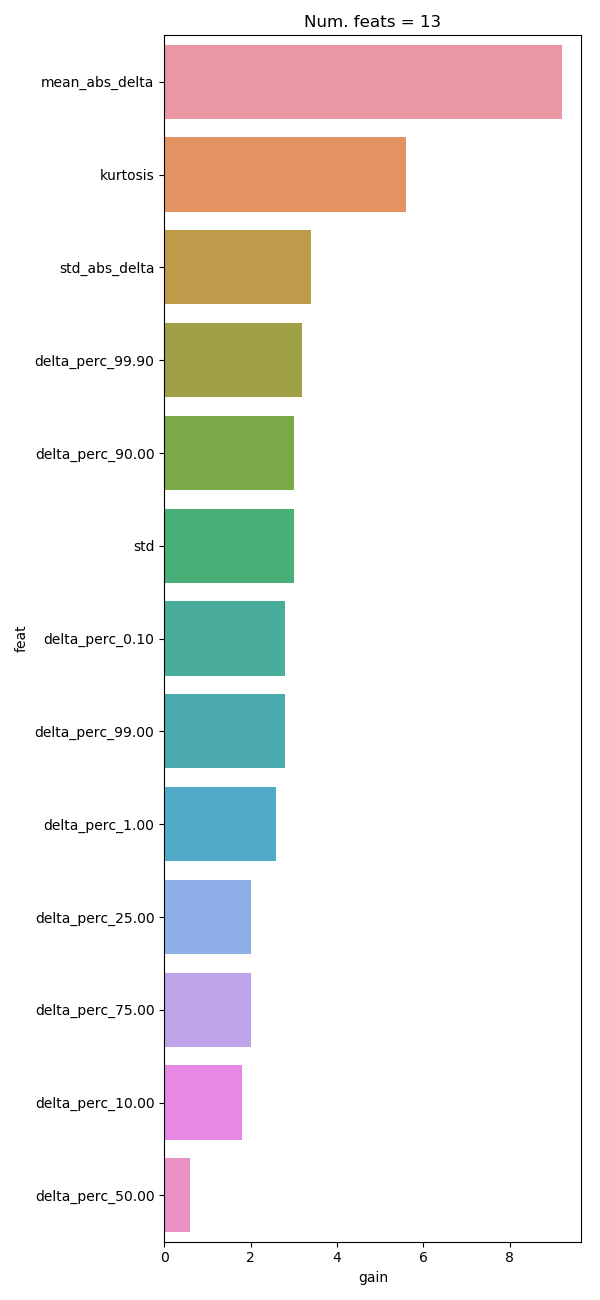 Num. feats = 13
mean_abs_delta
kurtosis
std_abs_delta
delta_perc_99.90
delta_perc_90.00
std
delta_perc_0.10
delta_perc_99.00
delta_perc_1.00
delta_perc_25.00
delta_perc_75.00
delta_perc_10.00
delta_perc_50.00
feat
0 2 4 6 8
gain